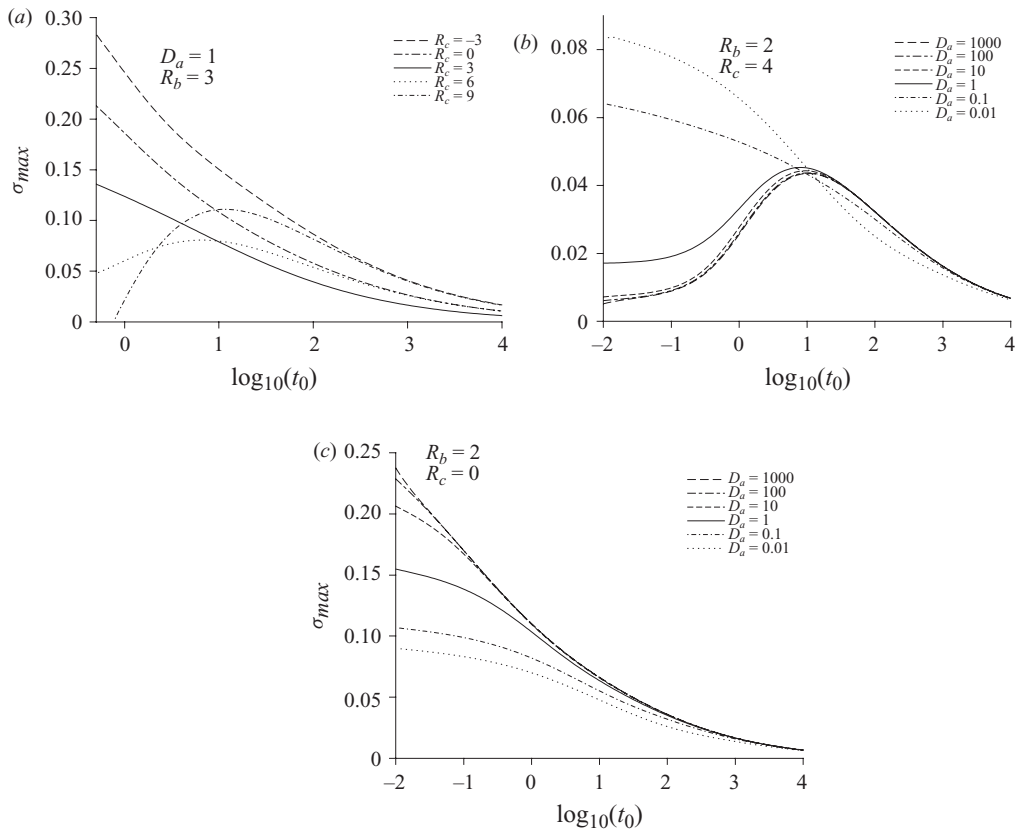 (a)
0.30
0.25
0.20
0.15
0.10
0.05
0
σmax
Da = 1
Rb = 3
Rc = –3
Rc = 0
Rc = 3
Rc = 6
Rc = 9
0 1 2 3 4
log10(t0)
(b)
0.08
0.06
0.04
0.02
0
Rb = 2
Rc = 4
Da = 1000
Da = 100
Da = 10
Da = 1
Da = 0.1
Da = 0.01
–2 –1 0 1 2 3 4
log10(t0)
(c)
0.25
0.20
0.15
0.10
0.05
0
σmax
Rb = 2
Rc = 0
Da = 1000
Da = 100
Da = 10
Da = 1
Da = 0.1
Da = 0.01
–2 –1 0 1 2 3 4
log10(t0)